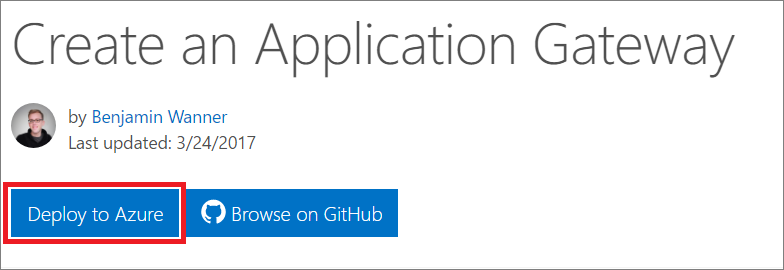 Create an Application Gateway
by Benjamin Wanner
Last updated: 3/24/2017
Deploy to Azure
Browse on GitHub